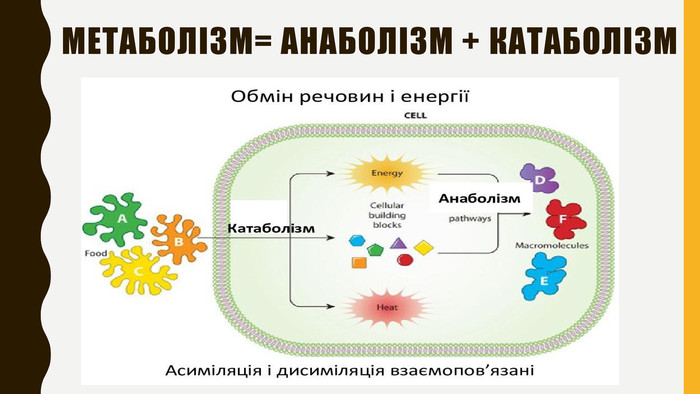 МЕТАБОЛІЗМ= АНАБОЛІЗМ + КАТАБОЛІЗМ
Обмін речовин і енергії
CELL
Energy
Анаболізм
pathways
D
F
E
Macromolecules
Cellular
building
blocks
Катаболізм
A
B
C
Food
Heat
Асиміляція і дисиміляція взаємопов’язані